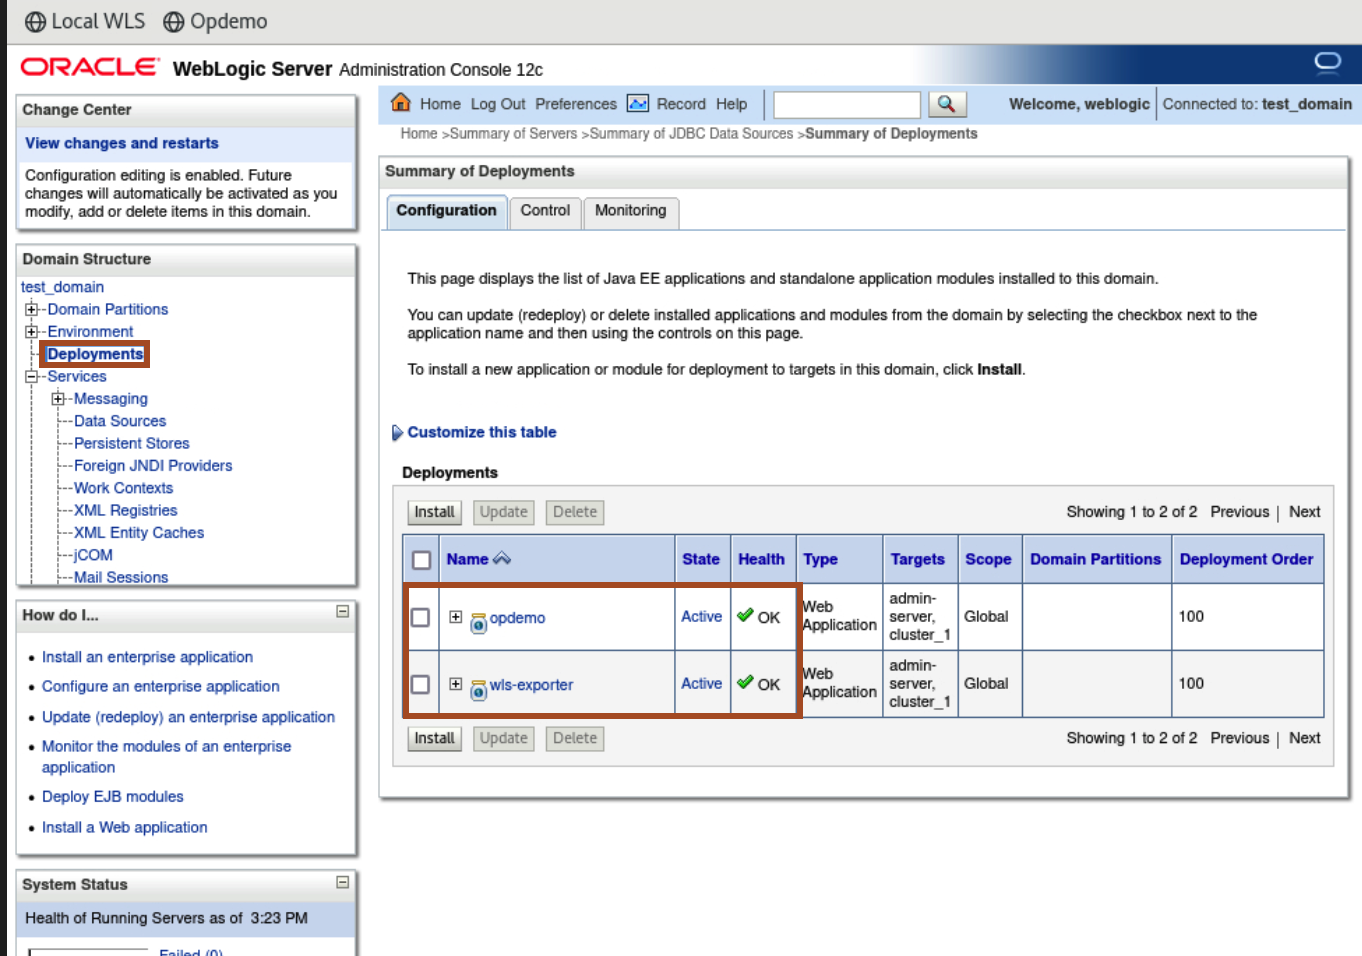 Local WLS Opdemo
ORACLE WebLogic Server Administration Console 12c
Change Center
View changes and restarts
Configuration editing is enabled. Future
changes will automatically be activated as you
modify, add or delete items in this domain.
Domain Structure
test_domain
Domain Partitions
Environment
Deployments
Services
Messaging
Data Sources
Persistent Stores
Foreign JNDI Providers
Work Contexts
XML Registries
XML Entity Caches
jCOM
Mail Sessions
How do I...
Install an enterprise application
Configure an enterprise application
Update (redeploy) an enterprise application
Monitor the modules of an enterprise
application
Deploy EJB modules
Install a Web application
System Status
Health of Running Servers as of 3:23 PM
Failed (0)
Home Log Out Preferences Record Help
Welcome, weblogic Connected to: test_domain
Home >Summary of Servers >Summary of JDBC Data Sources >Summary of Deployments
Summary of Deployments
Configuration Control Monitoring
This page displays the list of Java EE applications and standalone application modules installed to this domain.
You can update (redeploy) or delete installed applications and modules from the domain by selecting the checkbox next to the
application name and then using the controls on this page.
To install a new application or module for deployment to targets in this domain, click Install.
Customize this table
Deployments
Install Update Delete Showing 1 to 2 of 2 Previous | Next
Name State Health Type Targets Scope Domain Partitions Deployment Order
opdemo Active OK Web Application admin-server, cluster_1 Global 100
wls-exporter Active OK Web Application admin-server, cluster_1 Global 100
Install Update Delete Showing 1 to 2 of 2 Previous | Next